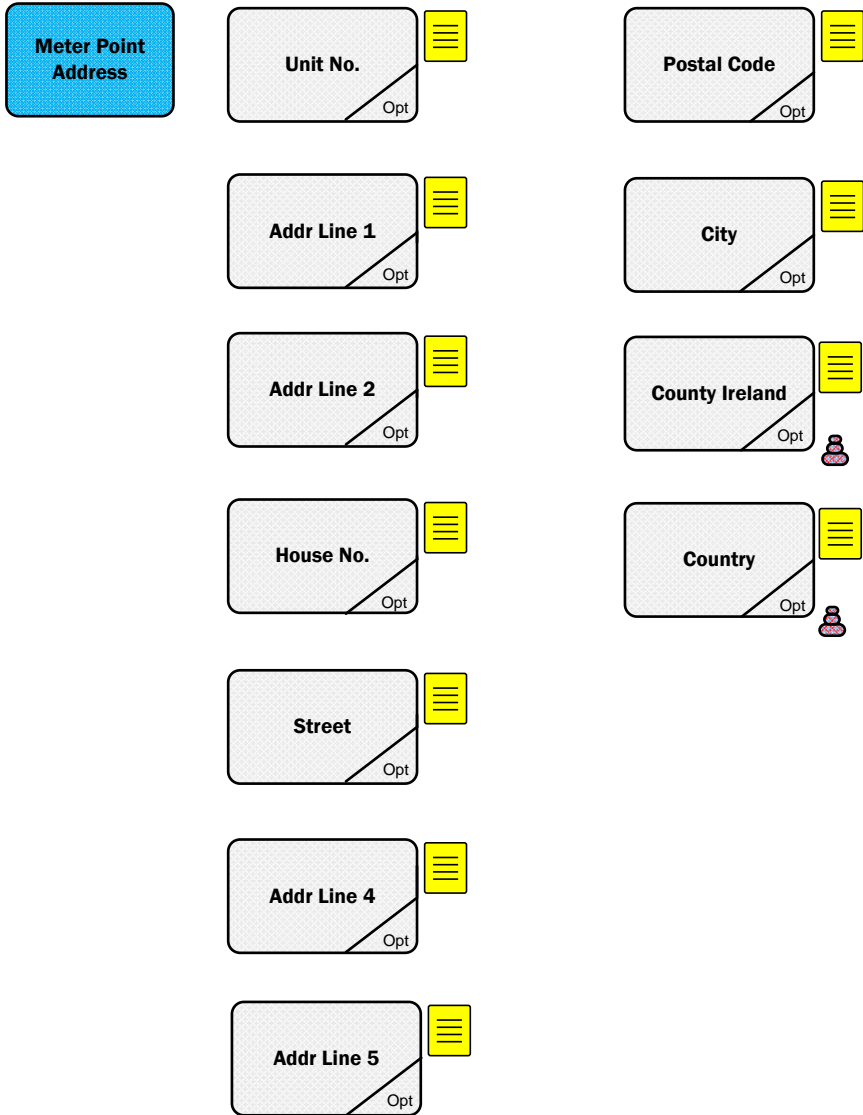 Meter Point
Address
Unit No.
Opt
Addr Line 1
Opt
Addr Line 2
Opt
House No.
Opt
Street
Opt
Addr Line 4
Opt
Addr Line 5
Opt
Postal Code
Opt
City
Opt
County Ireland
Opt
Country
Opt